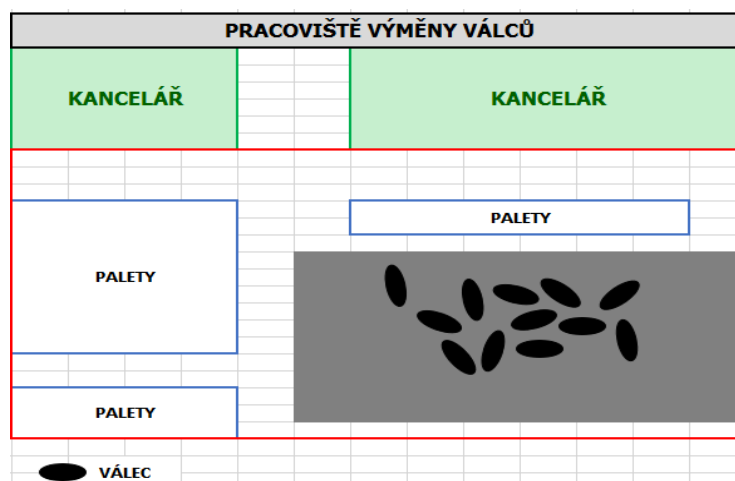 PRACOVIŠTĚ VÝMĚNY VÁLCŮ
KANCELÁŘ
KANCELÁŘ
PALETY
PALETY
PALETY
VÁLEC